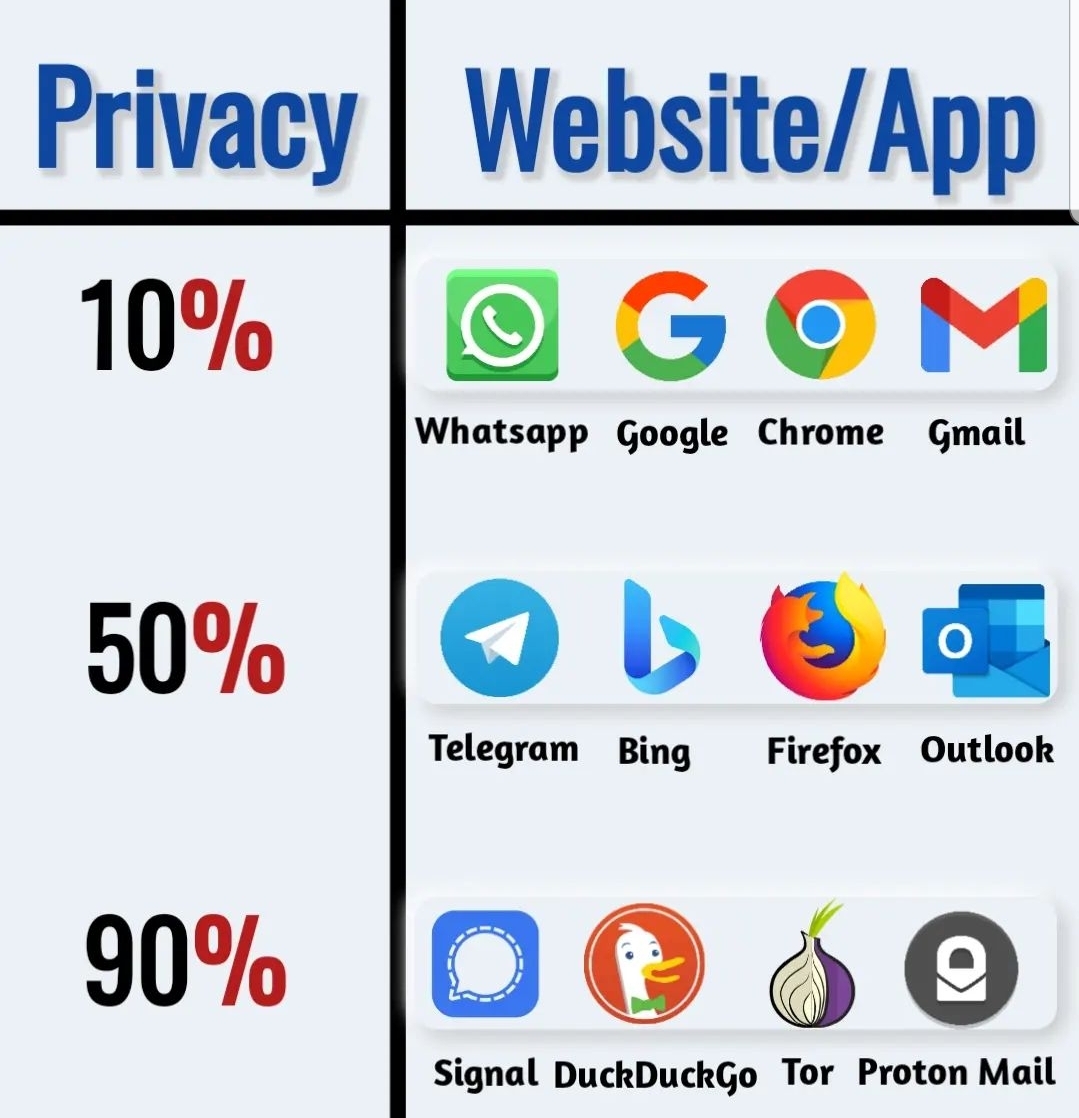 Privacy Website/App
10%
Whatsapp Google Chrome Gmail
50%
Telegram Bing Firefox Outlook
90%
Signal DuckDuckGo Tor Proton Mail